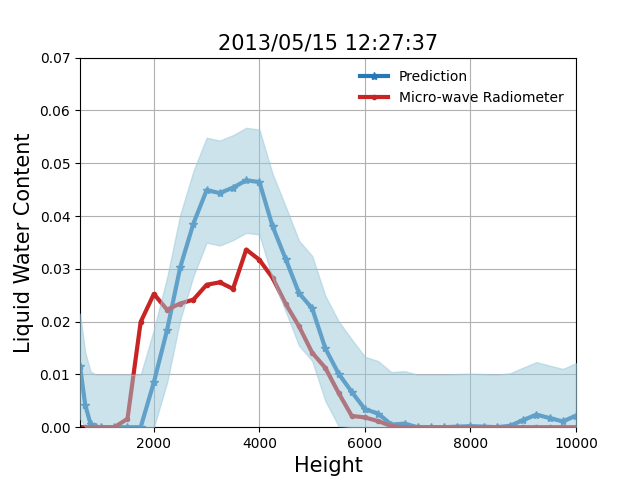 2013/05/15 12:27:37
Prediction
Micro-wave Radiometer
Liquid Water Content
0.07
0.06
0.05
0.04
0.03
0.02
0.01
0.00
2000 4000 6000 8000 10000
Height